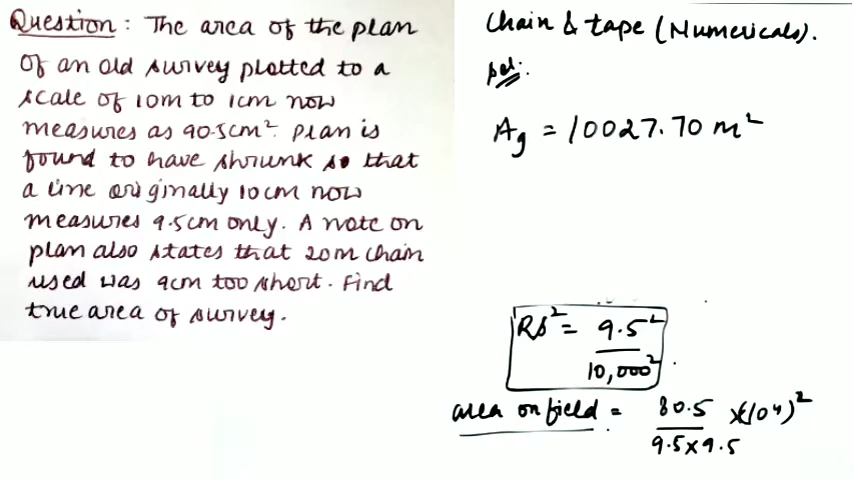 Question: The area of the plan
of an old survey plotted to a
scale of 10m to 1cm now
measures as 90.5cm². Plan is
found to have shrunk so that
a line originally 10cm now
measures 9.5cm only. A note on
plan also states that 20m chain
used was 9cm too short. Find
true area of survey.
Chain & tape (Numericals).
Ag = 10027.70 m²
Rs² = 9.5²
10,000²
area on field = 80.5 × (10⁴)²
9.5×9.5